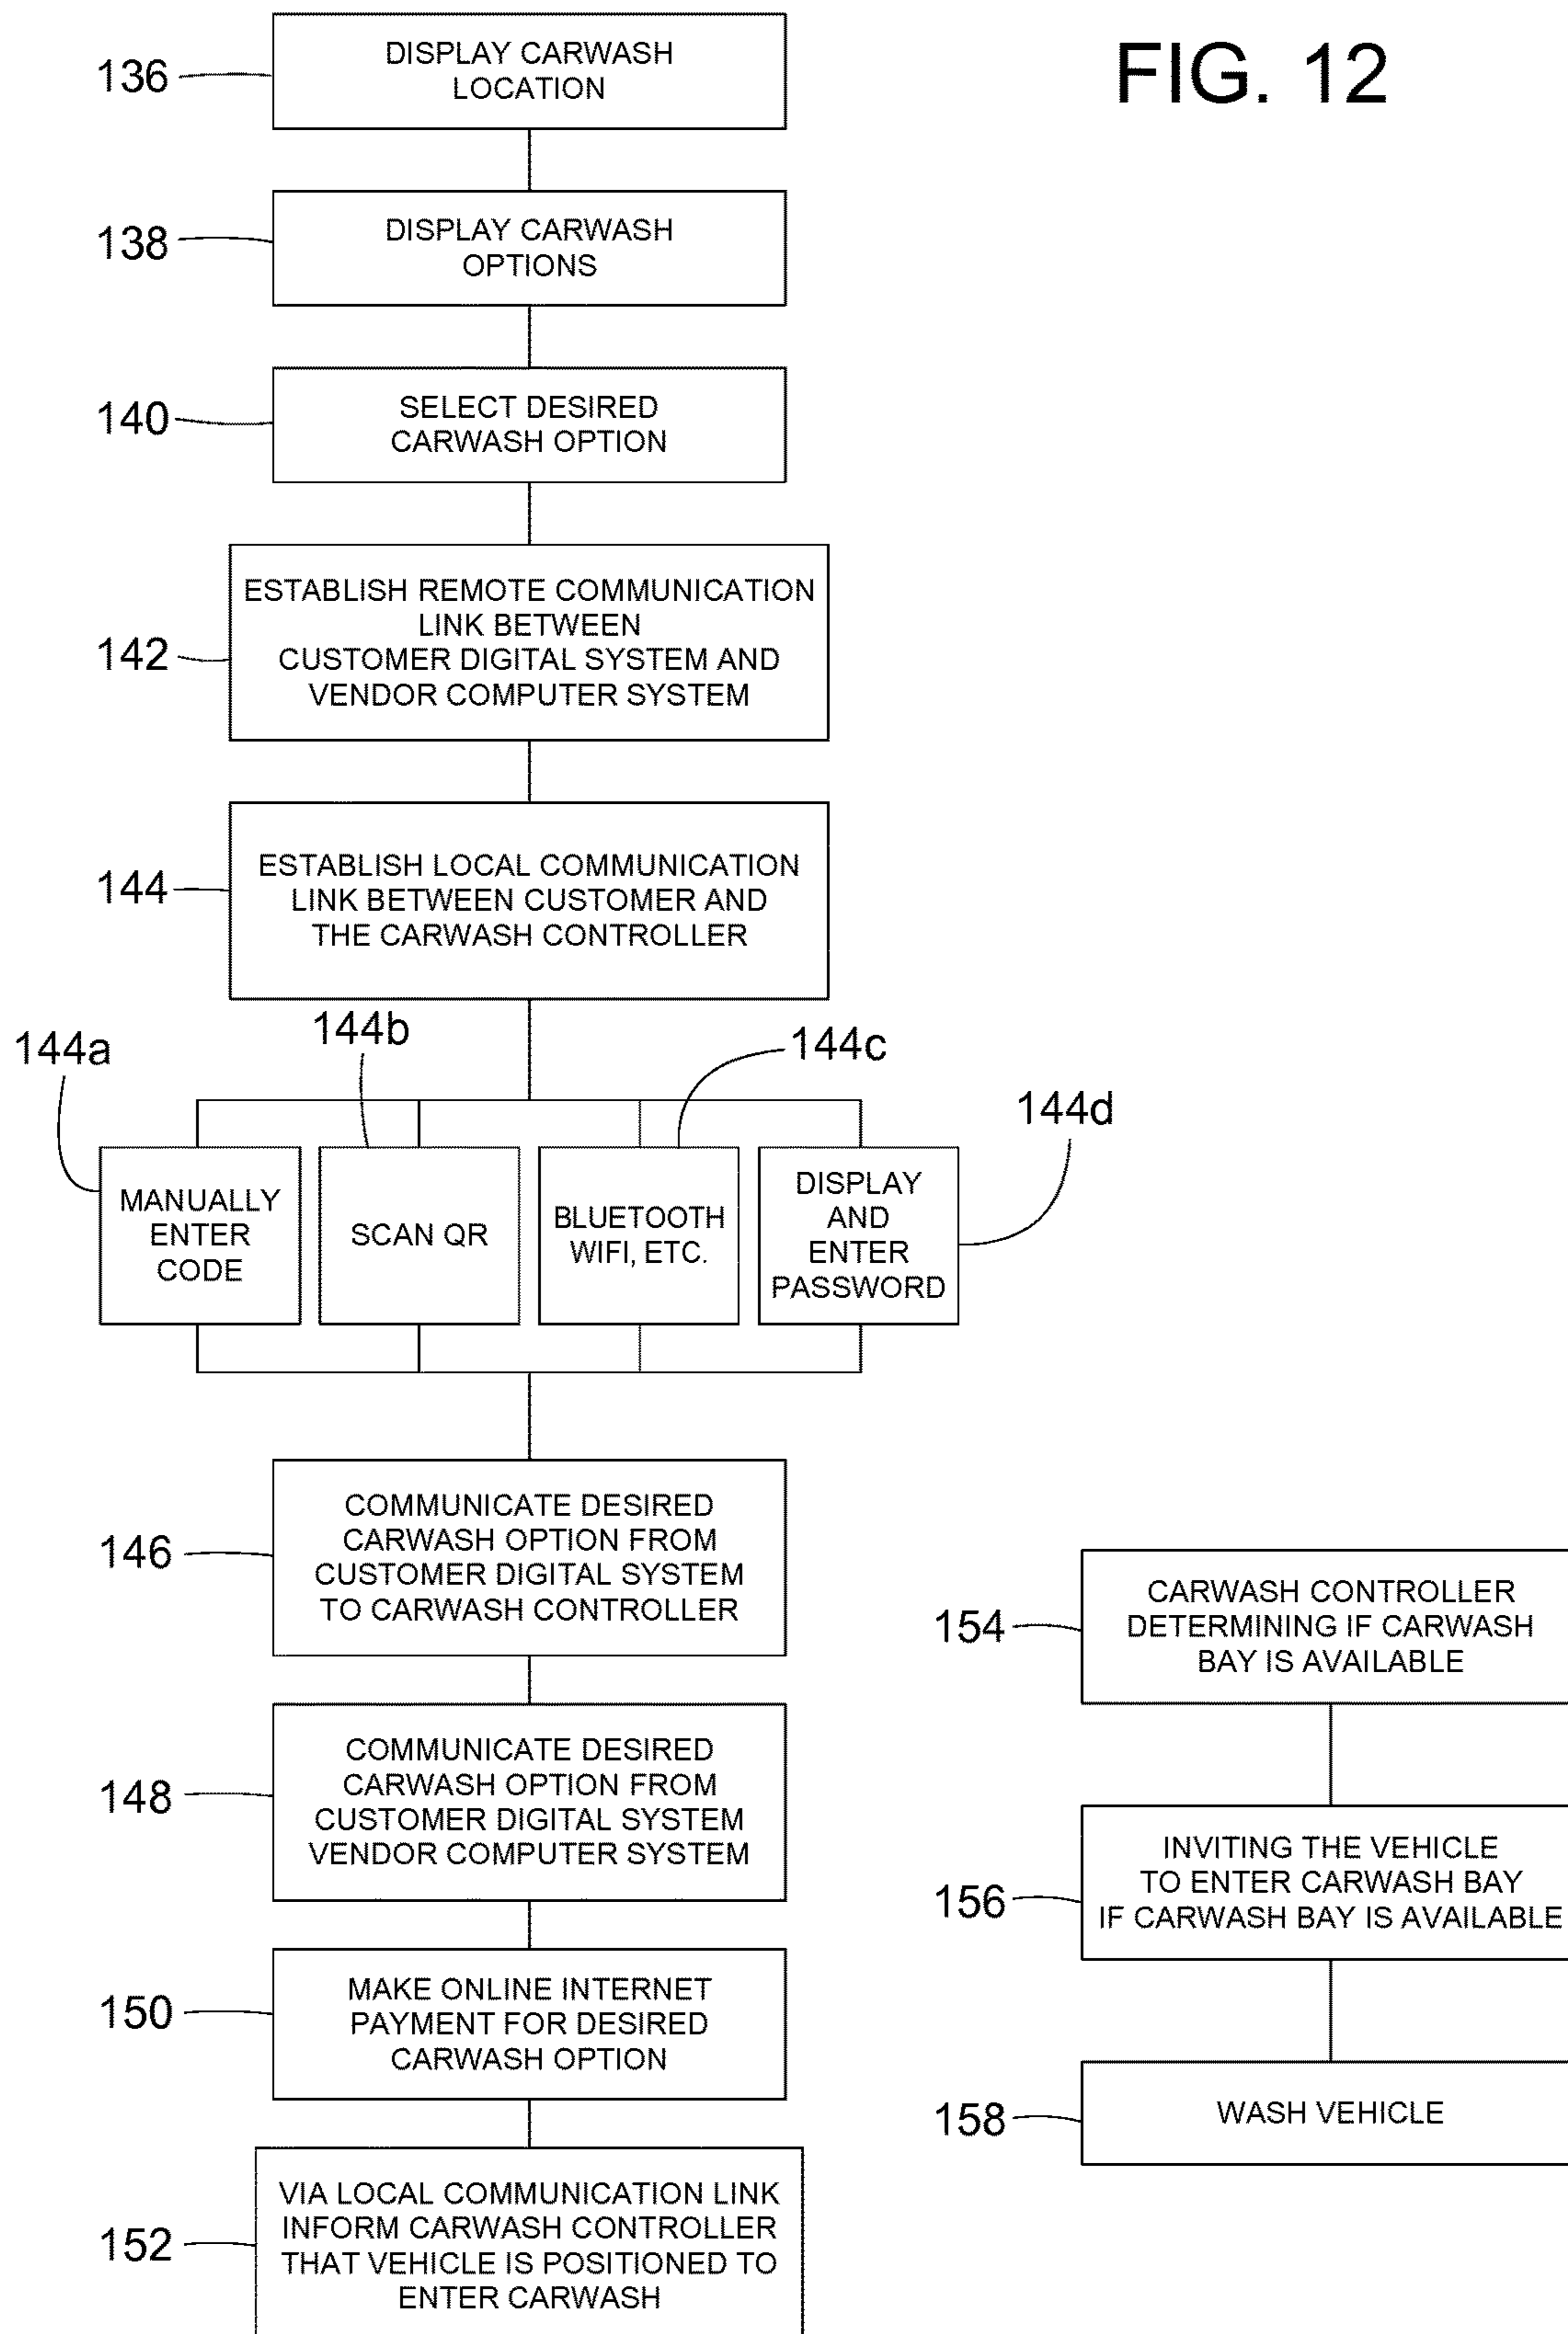 FIG. 12
136
DISPLAY CARWASH
LOCATION
138
DISPLAY CARWASH
OPTIONS
140
SELECT DESIRED
CARWASH OPTION
142
ESTABLISH REMOTE COMMUNICATION
LINK BETWEEN
CUSTOMER DIGITAL SYSTEM AND
VENDOR COMPUTER SYSTEM
144
ESTABLISH LOCAL COMMUNICATION
LINK BETWEEN CUSTOMER AND
THE CARWASH CONTROLLER
144a
MANUALLY
ENTER
CODE
144b
SCAN QR
144c
BLUETOOTH
WIFI, ETC.
144d
DISPLAY
AND
ENTER
PASSWORD
146
COMMUNICATE DESIRED
CARWASH OPTION FROM
CUSTOMER DIGITAL SYSTEM
TO CARWASH CONTROLLER
148
COMMUNICATE DESIRED
CARWASH OPTION FROM
CUSTOMER DIGITAL SYSTEM
VENDOR COMPUTER SYSTEM
150
MAKE ONLINE INTERNET
PAYMENT FOR DESIRED
CARWASH OPTION
152
VIA LOCAL COMMUNICATION LINK
INFORM CARWASH CONTROLLER
THAT VEHICLE IS POSITIONED TO
ENTER CARWASH
154
CARWASH CONTROLLER
DETERMINING IF CARWASH
BAY IS AVAILABLE
156
INVITING THE VEHICLE
TO ENTER CARWASH BAY
IF CARWASH BAY IS AVAILABLE
158
WASH VEHICLE